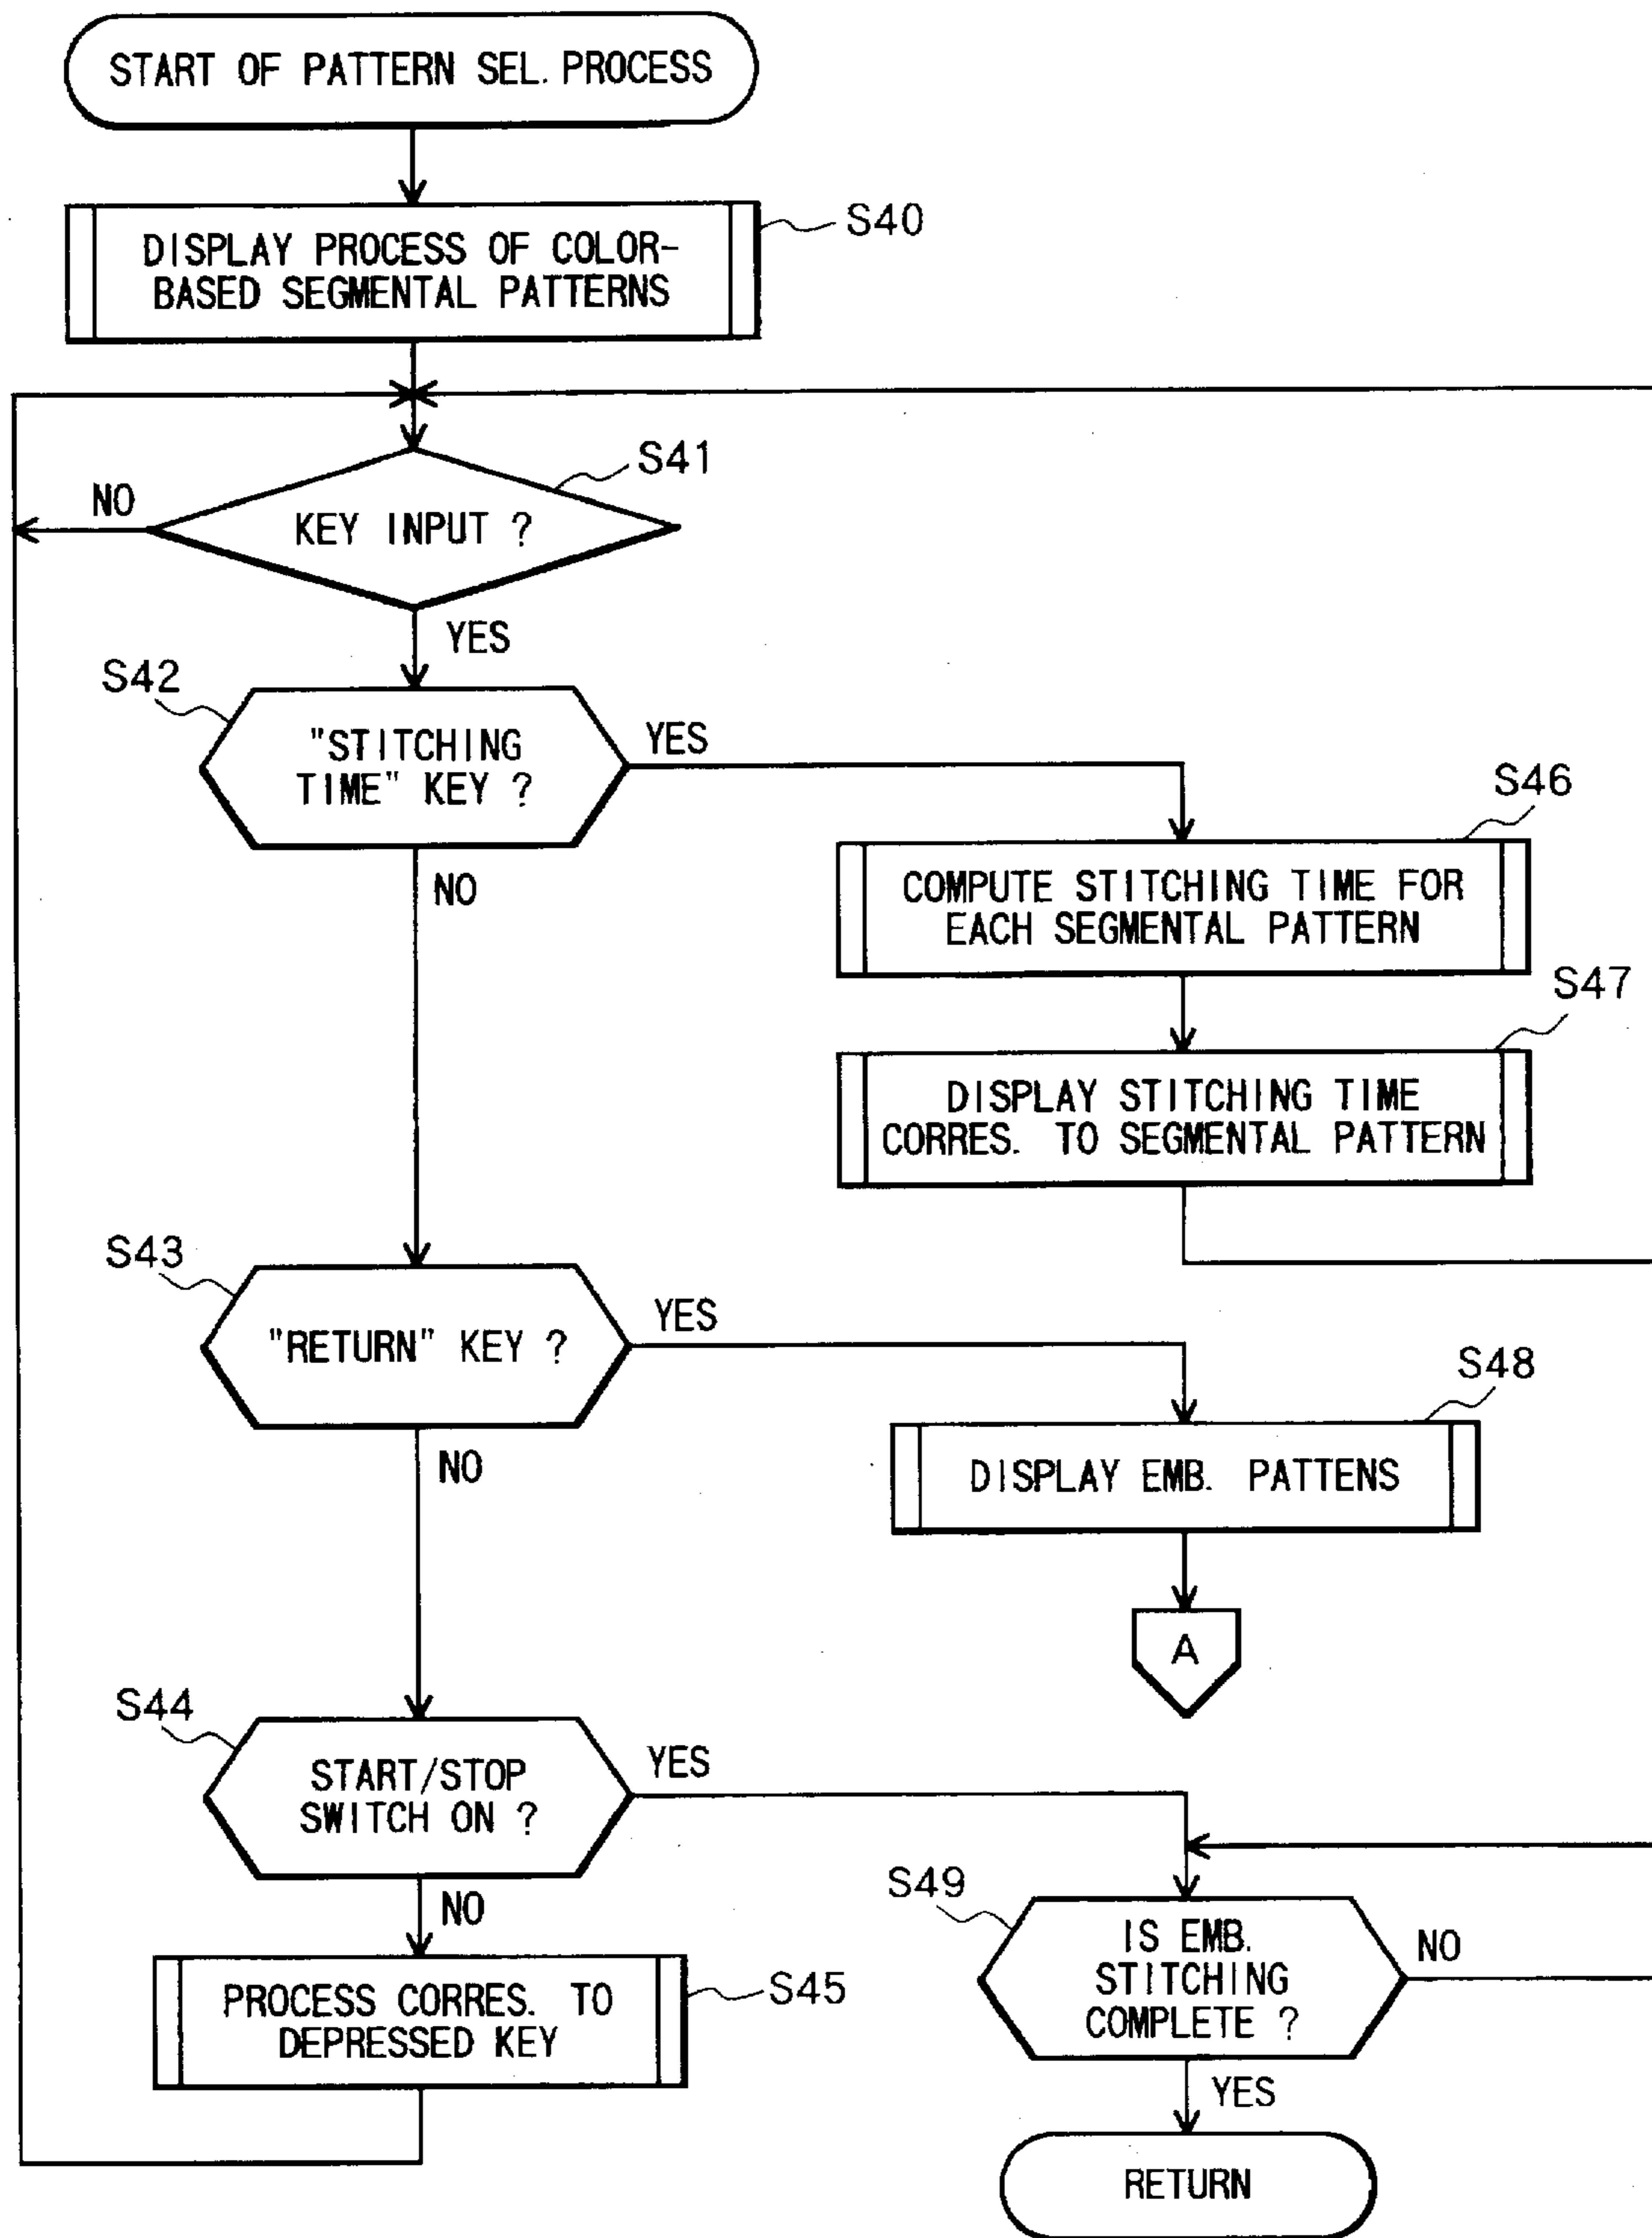 START OF PATTERN SEL. PROCESS
S40
DISPLAY PROCESS OF COLOR-
BASED SEGMENTAL PATTERNS
S41
NO
KEY INPUT ?
YES
S42
"STITCHING
TIME" KEY ?
YES
NO
S46
COMPUTE STITCHING TIME FOR
EACH SEGMENTAL PATTERN
S47
DISPLAY STITCHING TIME
CORRES. TO SEGMENTAL PATTERN
S43
"RETURN" KEY ?
YES
NO
S48
DISPLAY EMB. PATTENS
A
S44
START/STOP
SWITCH ON ?
YES
NO
S49
IS EMB.
STITCHING
COMPLETE ?
NO
S45
PROCESS CORRES. TO
DEPRESSED KEY
YES
RETURN